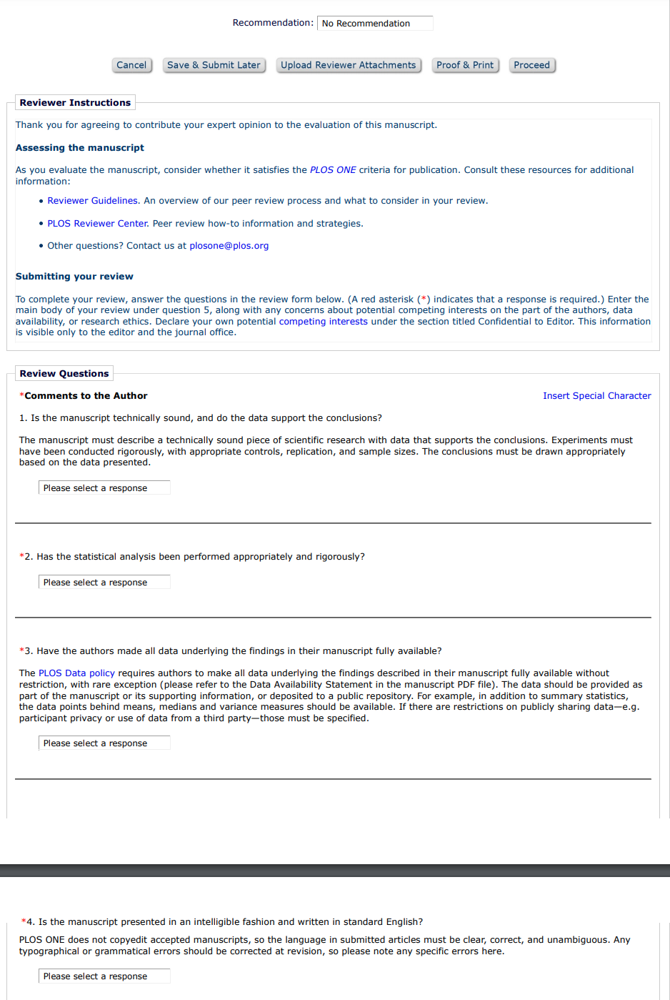 Recommendation: No Recommendation
Cancel Save & Submit Later Upload Reviewer Attachments Proof & Print Proceed
Reviewer Instructions
Thank you for agreeing to contribute your expert opinion to the evaluation of this manuscript.
Assessing the manuscript
As you evaluate the manuscript, consider whether it satisfies the PLOS ONE criteria for publication. Consult these resources for additional
information:
• Reviewer Guidelines. An overview of our peer review process and what to consider in your review.
• PLOS Reviewer Center. Peer review how-to information and strategies.
• Other questions? Contact us at plosone@plos.org
Submitting your review
To complete your review, answer the questions in the review form below. (A red asterisk (*) indicates that a response is required.) Enter the
main body of your review under question 5, along with any concerns about potential competing interests on the part of the authors, data
availability, or research ethics. Declare your own potential competing interests under the section titled Confidential to Editor. This information
is visible only to the editor and the journal office.
Review Questions
*Comments to the Author Insert Special Character
1. Is the manuscript technically sound, and do the data support the conclusions?
The manuscript must describe a technically sound piece of scientific research with data that supports the conclusions. Experiments must
have been conducted rigorously, with appropriate controls, replication, and sample sizes. The conclusions must be drawn appropriately
based on the data presented.
Please select a response
*2. Has the statistical analysis been performed appropriately and rigorously?
Please select a response
*3. Have the authors made all data underlying the findings in their manuscript fully available?
The PLOS Data policy requires authors to make all data underlying the findings described in their manuscript fully available without
restriction, with rare exception (please refer to the Data Availability Statement in the manuscript PDF file). The data should be provided as
part of the manuscript or its supporting information, or deposited to a public repository. For example, in addition to summary statistics,
the data points behind means, medians and variance measures should be available. If there are restrictions on publicly sharing data—e.g.
participant privacy or use of data from a third party—those must be specified.
Please select a response
*4. Is the manuscript presented in an intelligible fashion and written in standard English?
PLOS ONE does not copyedit accepted manuscripts, so the language in submitted articles must be clear, correct, and unambiguous. Any
typographical or grammatical errors should be corrected at revision, so please note any specific errors here.
Please select a response